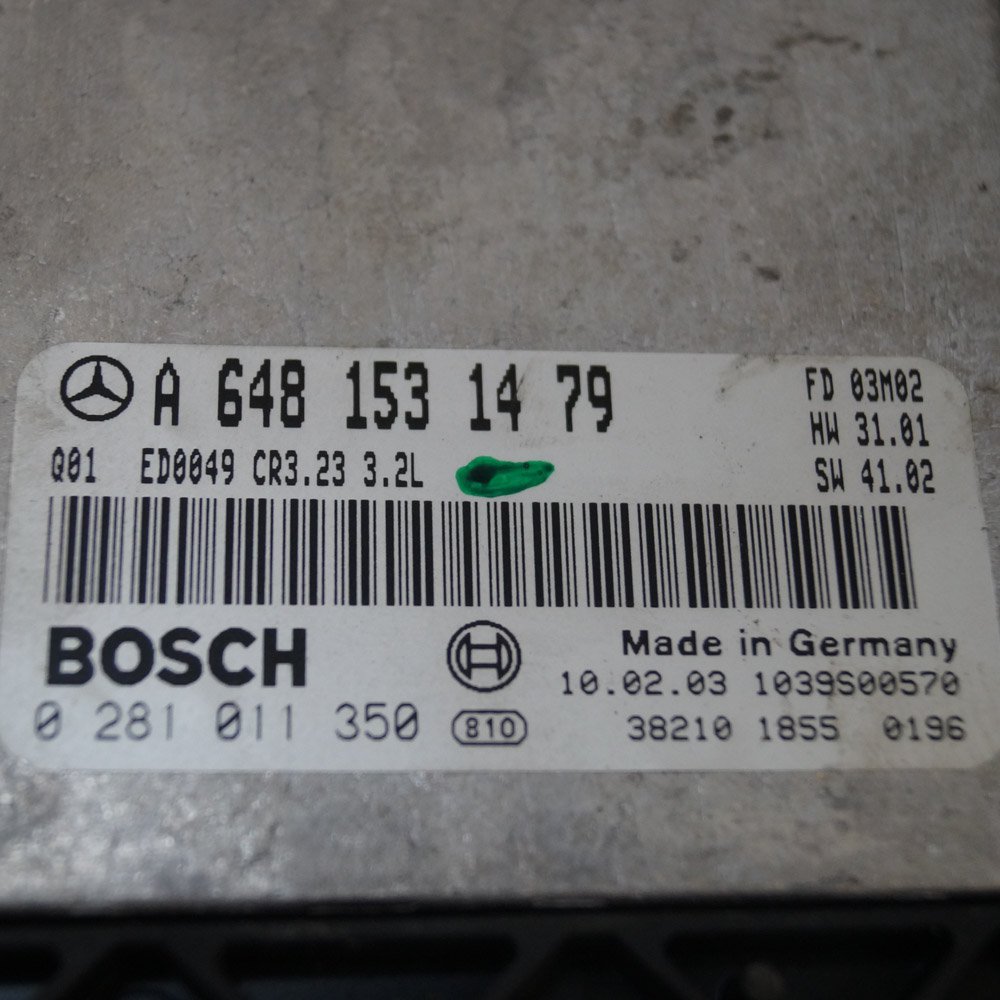 A 648 153 14 79
FD 03M02
HW 31.01
Q01 ED0049 CR3.23 3.2L
SW 41.02
BOSCH
Made in Germany
10.02.03 1039S00570
0 281 011 350
810
38210 1855 0196